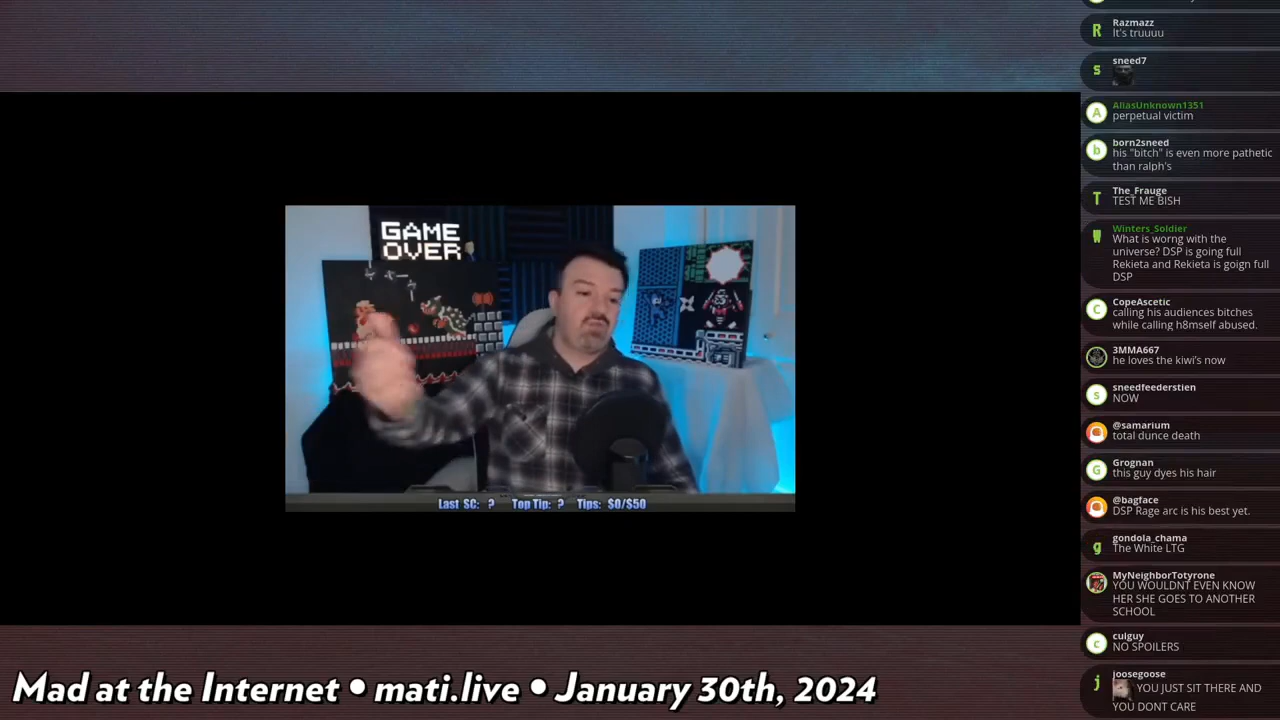 Razmazz
It's truuuu
sneed7
AliasUnknown1351
perpetual victim
born2sneed
his "bitch" is even more pathetic
than ralph's
The_Frauge
TEST ME BISH
Winters_Soldier
What is worng with the
universe? DSP is going full
Rekieta and Rekieta is goign full
DSP
CopeAscetic
calling his audiences bitches
while calling h8mself abused.
3MMA667
he loves the kiwi's now
sneedfeederstien
NOW
@samarium
total dunce death
Grognan
this guy dyes his hair
@bagface
DSP Rage arc is his best yet.
gondola_chama
The White LTG
MyNeighborTotyrone
YOU WOULDNT EVEN KNOW
HER SHE GOES TO ANOTHER
SCHOOL
culguy
NO SPOILERS
joosegoose
YOU JUST SIT THERE AND
YOU DONT CARE
GAME
OVER
Last SC: ? Top Tip: ? Tips: $0/$50
Mad at the Internet • mati.live • January 30th, 2024